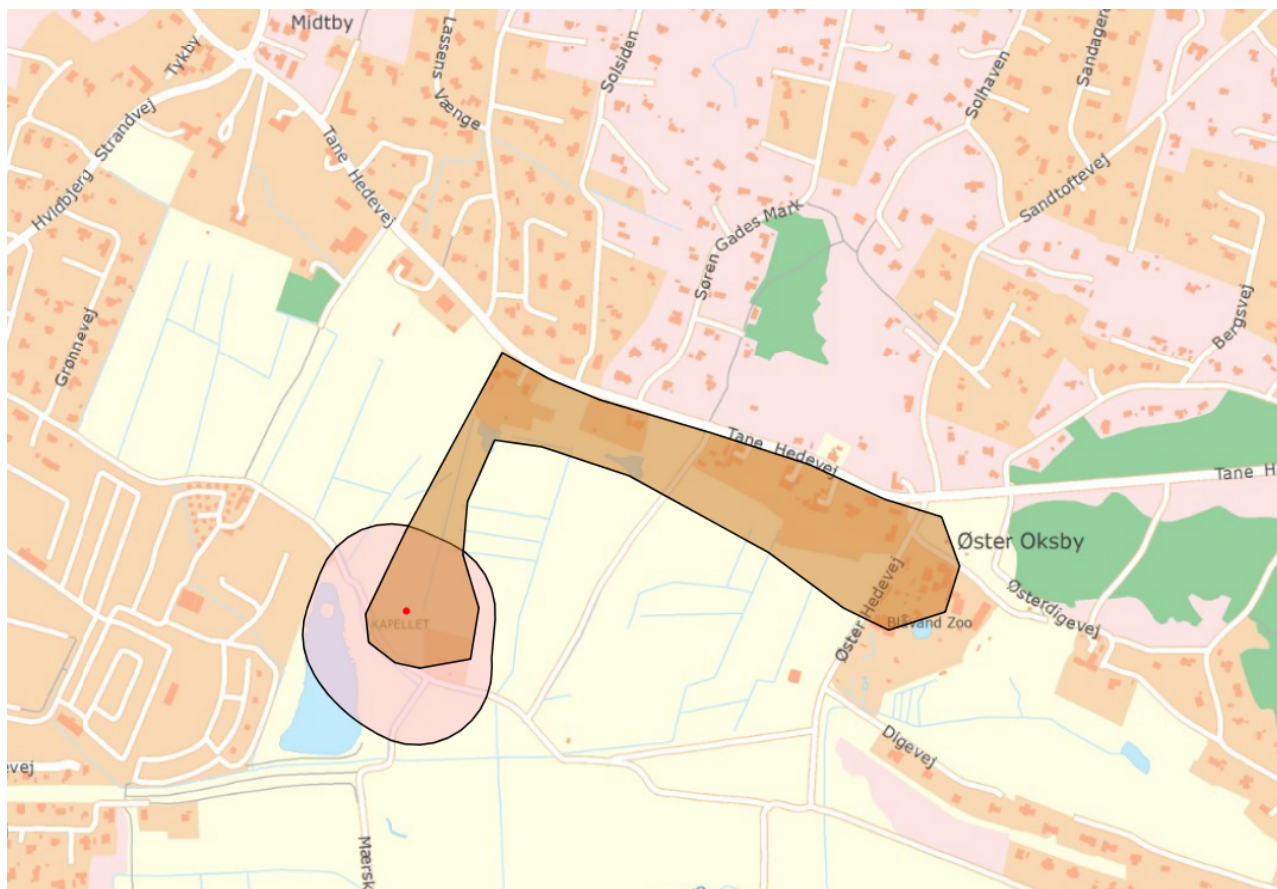 Midtby
Tykby
Lassens Vænge
Solsiden
Solhaven
Sandagerv
Hvidbjerg Strandvej
Tane Hedevej
Sandtoftevej
Søren Gades Mark
Grønnevej
Bergsvej
Tane Hedevej
Tane H
Øster Oksby
KAPELLET
Øster Hedevej
Blåvand Zoo
Østerdigevej
Digevej
evej
Mærsk